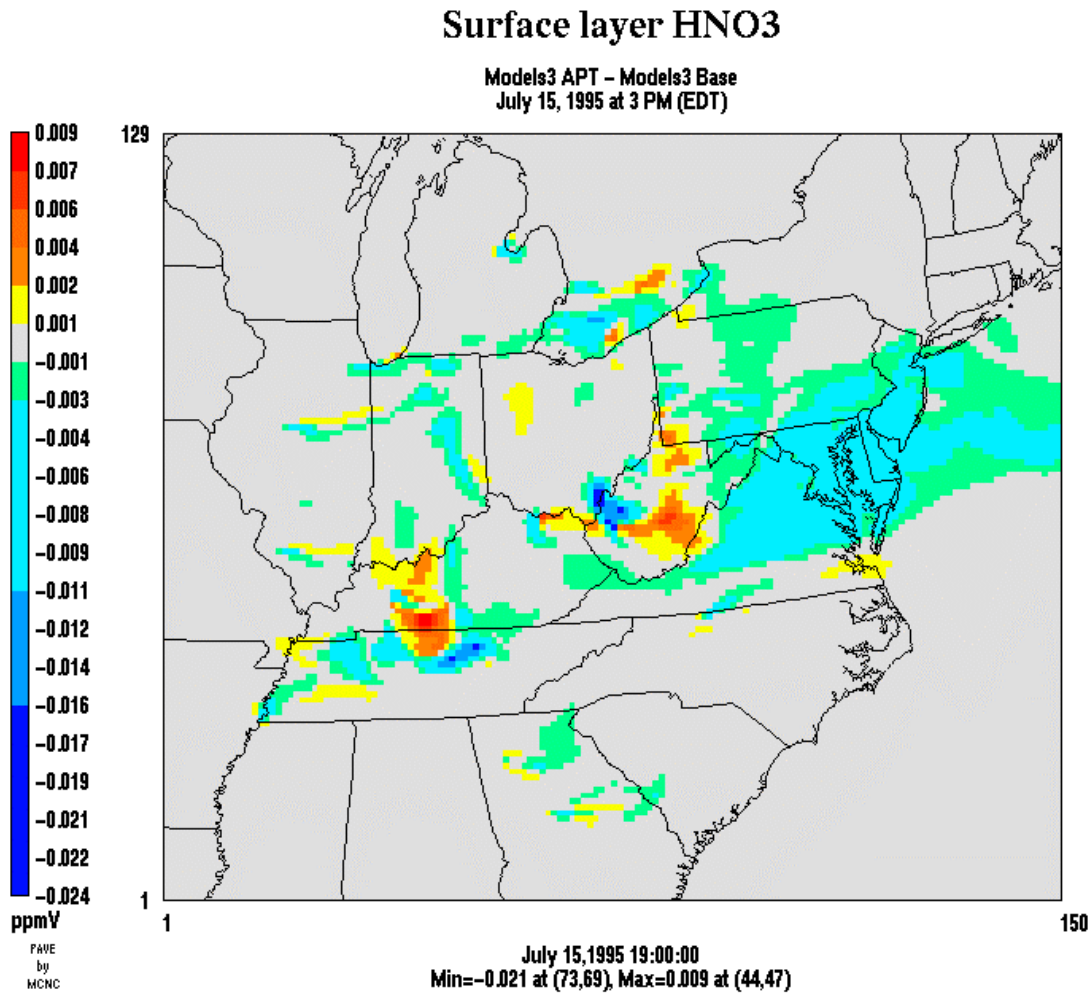 Surface layer HNO3
Models3 APT − Models3 Base
July 15, 1995 at 3 PM (EDT)
0.009
0.007
0.006
0.004
0.002
0.001
−0.001
−0.003
−0.004
−0.006
−0.008
−0.009
−0.011
−0.012
−0.014
−0.016
−0.017
−0.019
−0.021
−0.022
−0.024
ppmV
PAVE
by
MCNC
129
1
1
150
July 15,1995 19:00:00
Min=−0.021 at (73,69), Max=0.009 at (44,47)